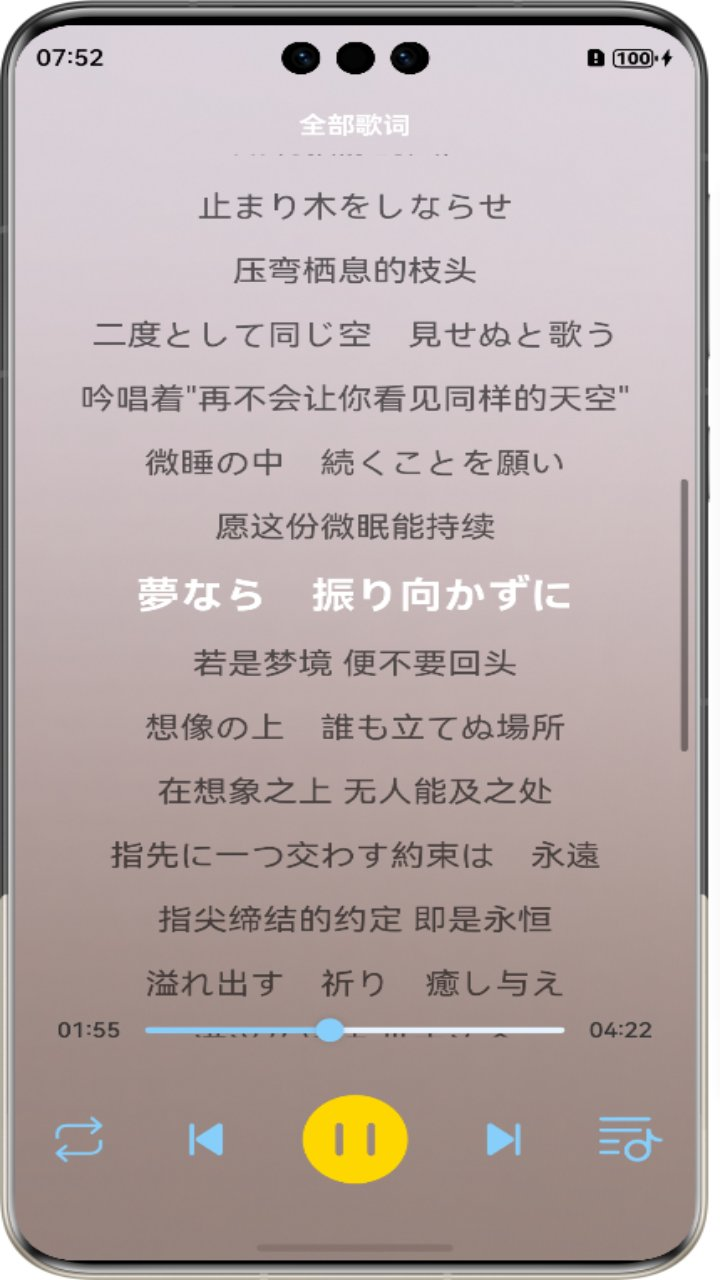 07:52
100
全部歌词
止まり木をしならせ
压弯栖息的枝头
二度として同じ空　見せぬと歌う
吟唱着"再不会让你看见同样的天空"
微睡の中　続くことを願い
愿这份微眠能持续
夢なら　振り向かずに
若是梦境 便不要回头
想像の上　誰も立てぬ場所
在想象之上 无人能及之处
指先に一つ交わす約束は　永遠
指尖缔结的约定 即是永恒
溢れ出す　祈り　癒し与え
01:55
04:22